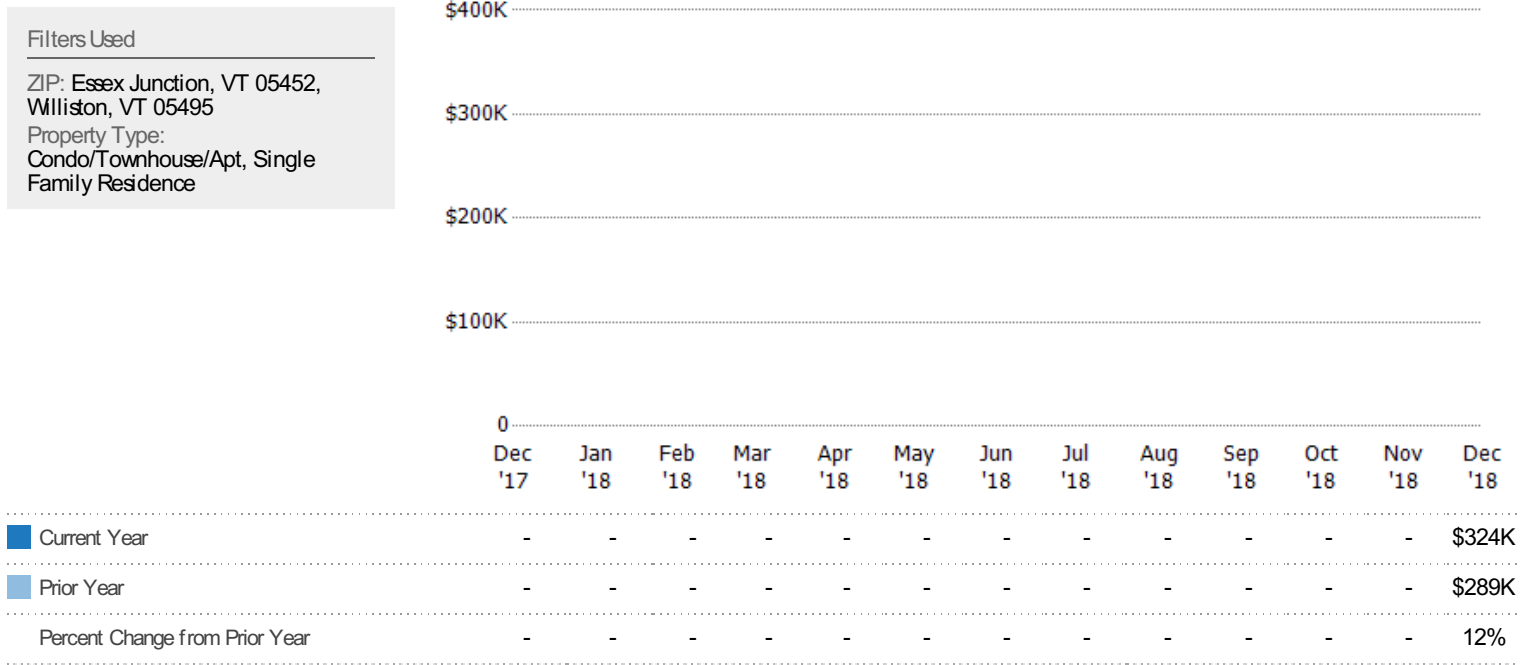 Filters Used
ZIP: Essex Junction, VT 05452,
Williston, VT 05495
Property Type:
Condo/Townhouse/Apt, Single
Family Residence
$400K
$300K
$200K
$100K
0
Dec Jan Feb Mar Apr May Jun Jul Aug Sep Oct Nov Dec
'17 '18 '18 '18 '18 '18 '18 '18 '18 '18 '18 '18 '18
Current Year - - - - - - - - - - - - $324K
Prior Year - - - - - - - - - - - - $289K
Percent Change from Prior Year - - - - - - - - - - - - 12%